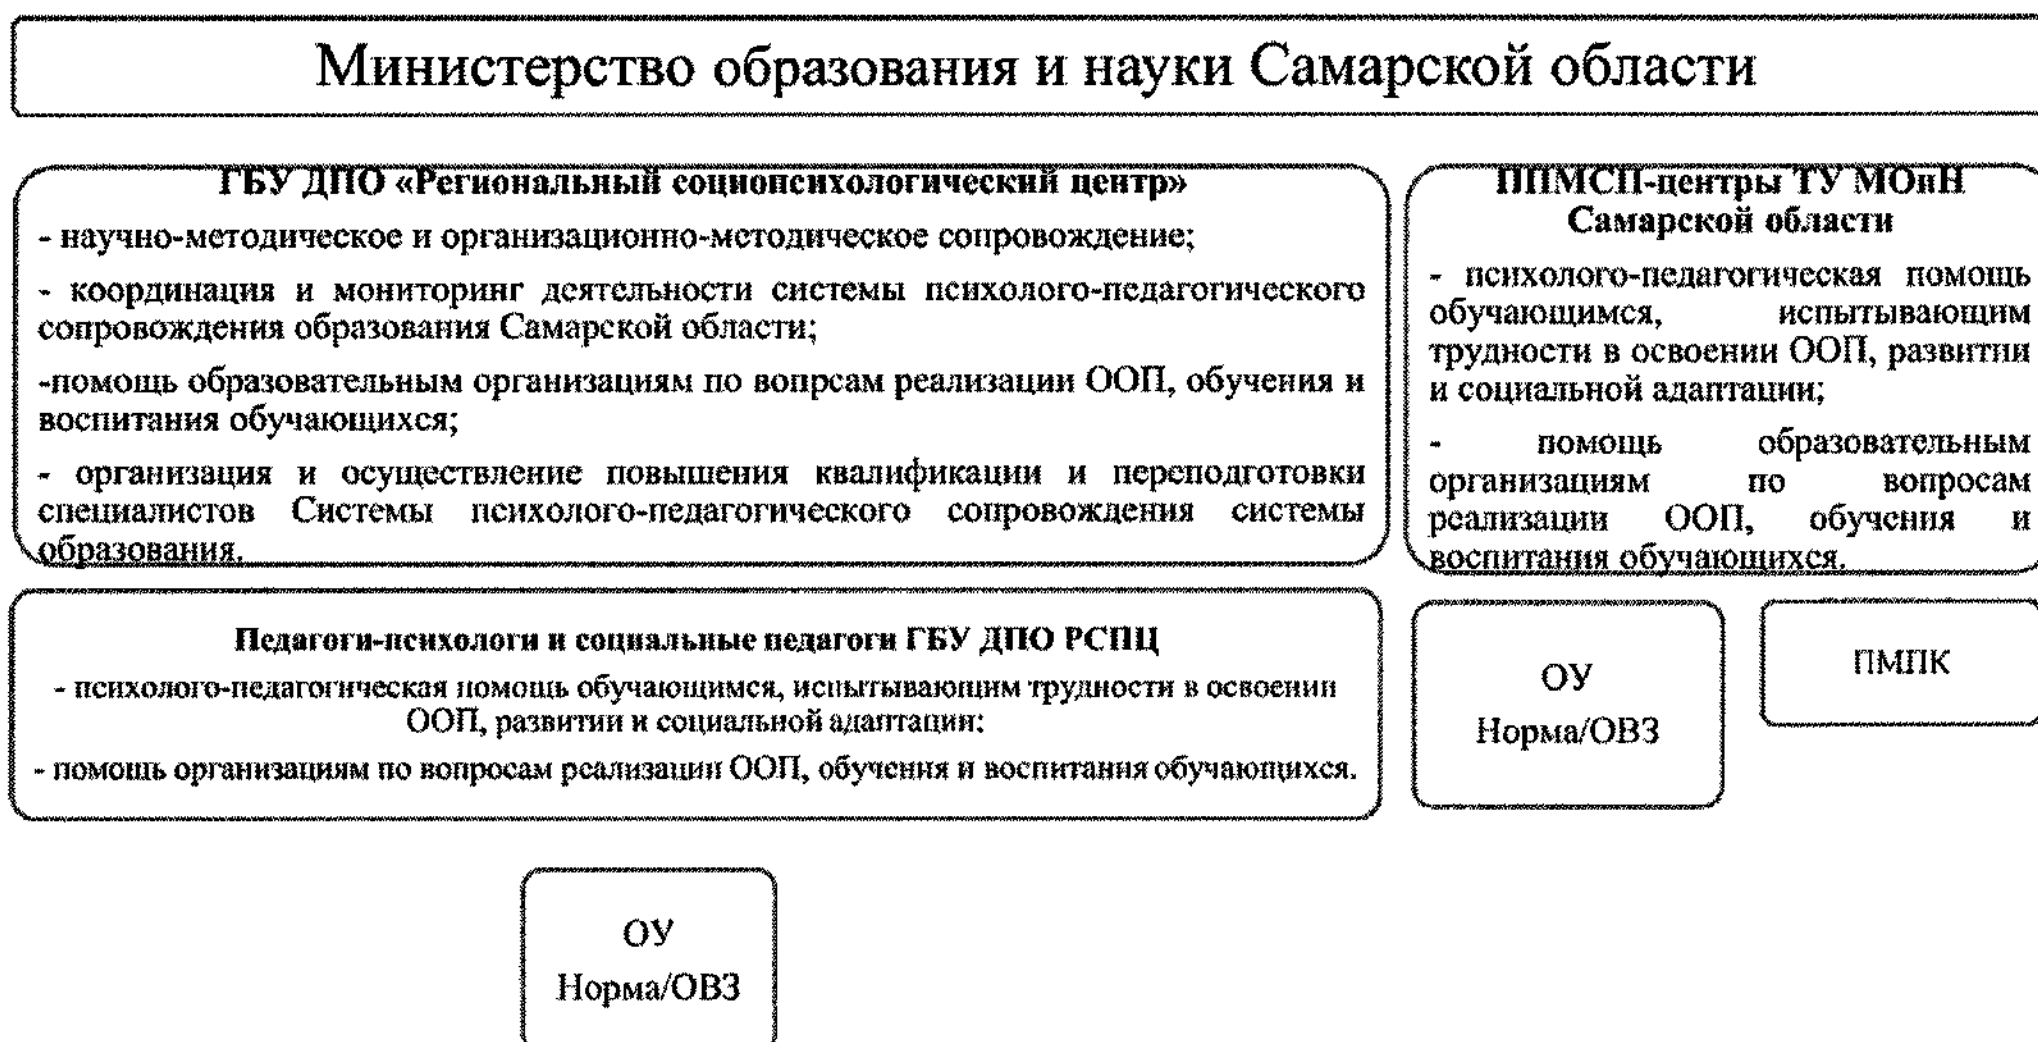 Министерство образования и науки Самарской области
ГБУ ДПО «Региональный социопсихологический центр»
- научно-методическое и организационно-методическое сопровождение;
- координация и мониторинг деятельности системы психолого-педагогического
сопровождения образования Самарской области;
-помощь образовательным организациям по вопрсам реализации ООП, обучения и
воспитания обучающихся;
- организация и осуществление повышения квалификации и переподготовки
специалистов Системы психолого-педагогического сопровождения системы
образования.
ППМСП-центры ТУ МОиН
Самарской области
- психолого-педагогическая помощь
обучающимся, испытывающим
трудности в освоении ООП, развитии
и социальной адаптации;
- помощь образовательным
организациям по вопросам
реализации ООП, обучения и
воспитания обучающихся.
Педагоги-психологи и социальные педагоги ГБУ ДПО РСПЦ
- психолого-педагогическая помощь обучающимся, испытывающим трудности в освоении
ООП, развитии и социальной адаптации;
- помощь организациям по вопросам реализации ООП, обучения и воспитания обучающихся.
ОУ
Норма/ОВЗ
ПМПК
ОУ
Норма/ОВЗ